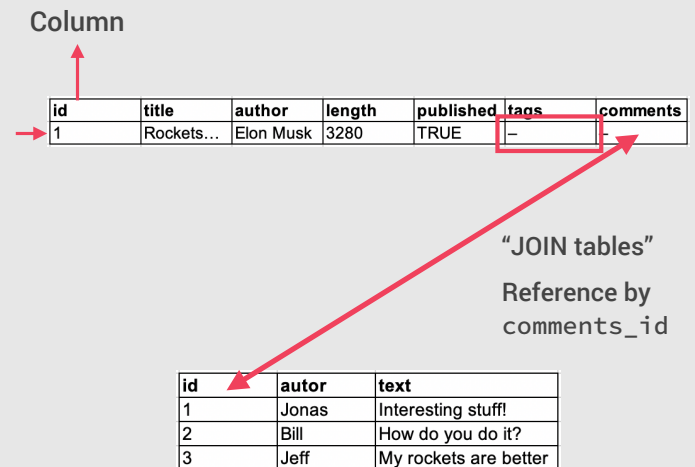 Column
id title author length published tags comments
1 Rockets… Elon Musk 3280 TRUE – –
“JOIN tables”
Reference by
comments_id
id autor text
1 Jonas Interesting stuff!
2 Bill How do you do it?
3 Jeff My rockets are better